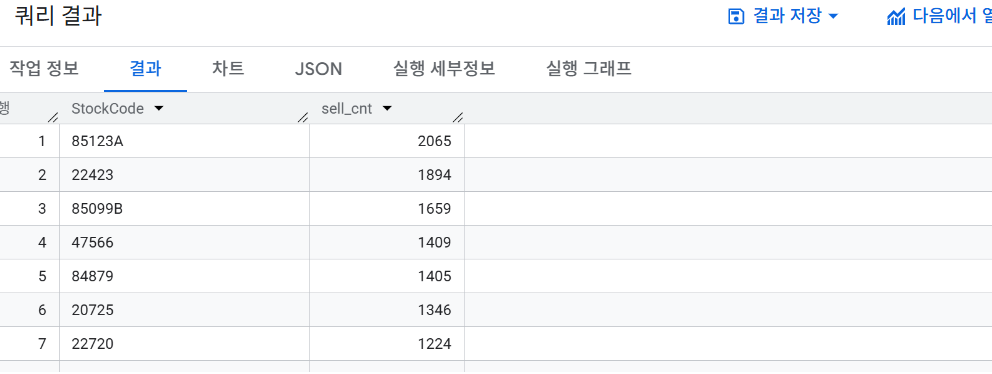 쿼리 결과
결과 저장
다음에서 열
작업 정보
결과
차트
JSON
실행 세부정보
실행 그래프
행 StockCode sell_cnt
1 85123A 2065
2 22423 1894
3 85099B 1659
4 47566 1409
5 84879 1405
6 20725 1346
7 22720 1224